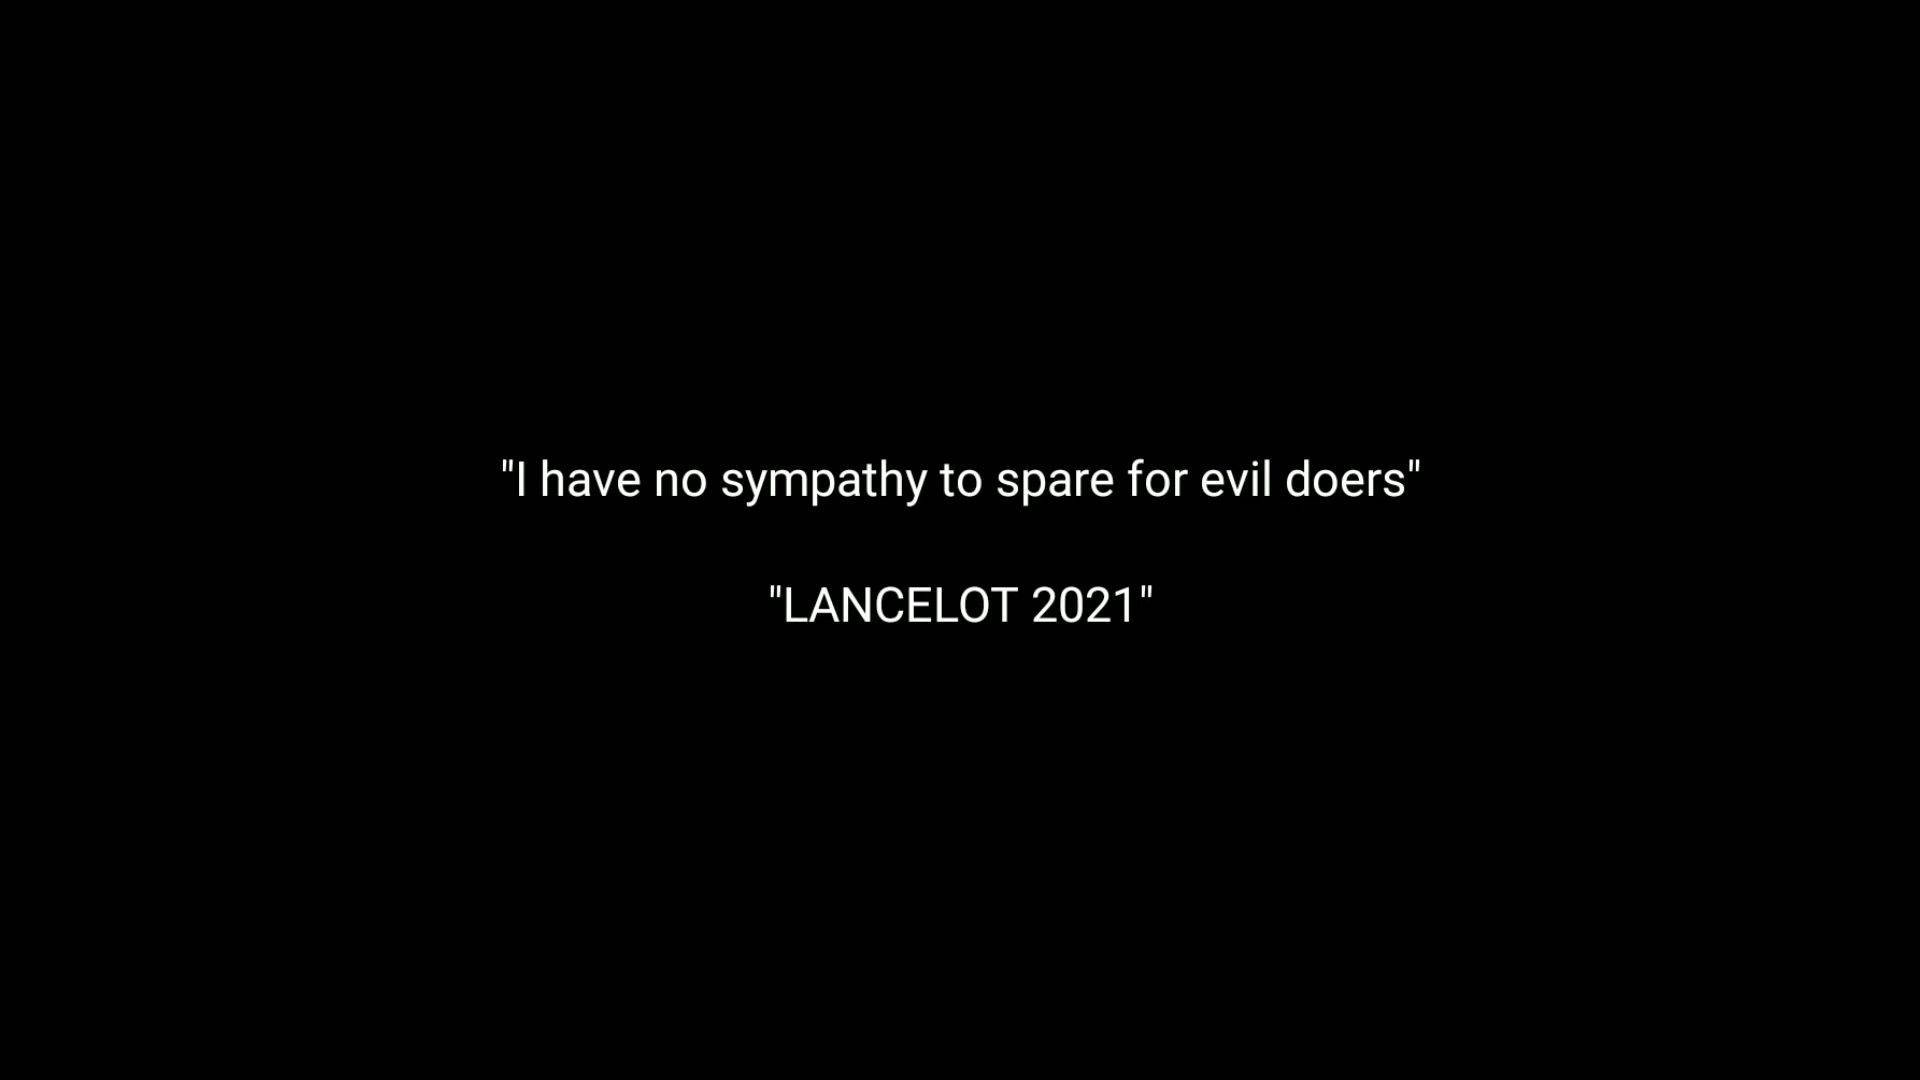 "I have no sympathy to spare for evil doers"
"LANCELOT 2021"